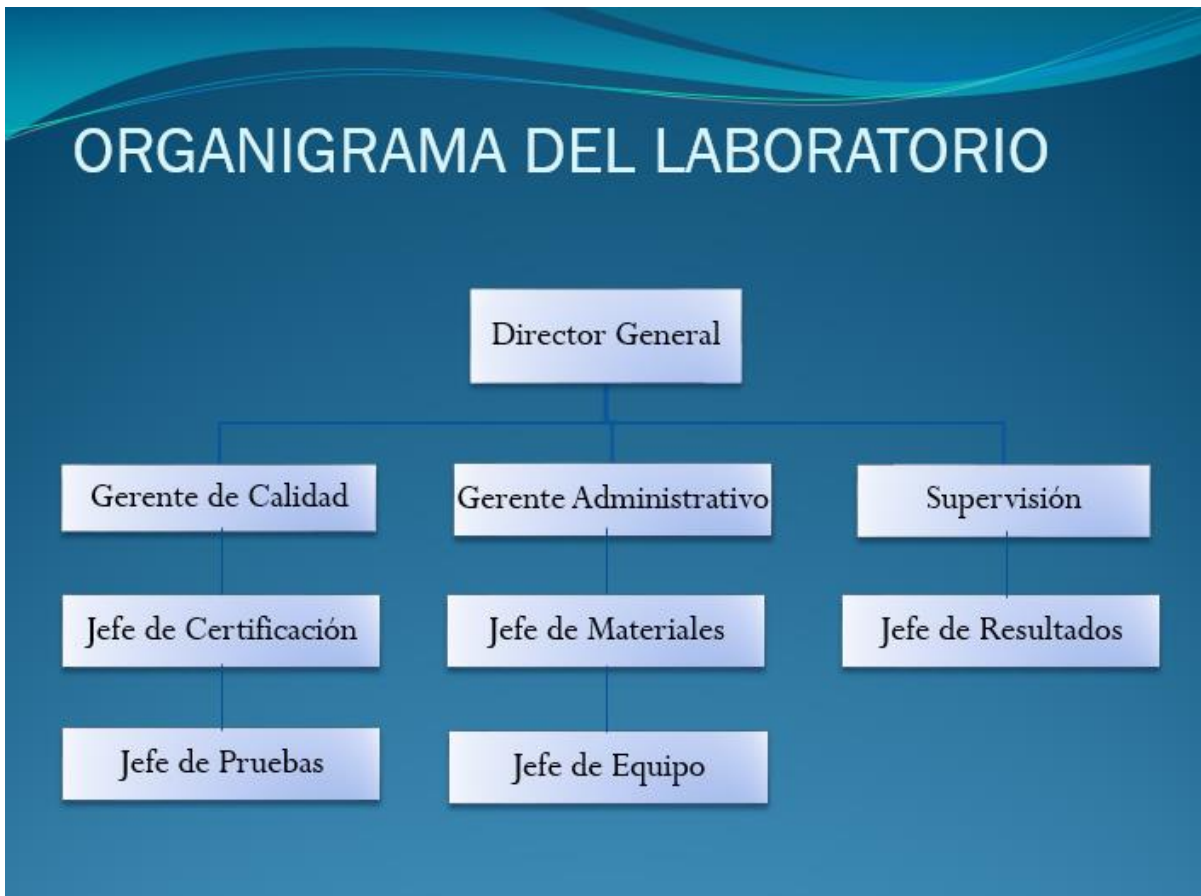 ORGANIGRAMA DEL LABORATORIO
Director General
Gerente de Calidad
Gerente Administrativo
Supervisión
Jefe de Certificación
Jefe de Materiales
Jefe de Resultados
Jefe de Pruebas
Jefe de Equipo